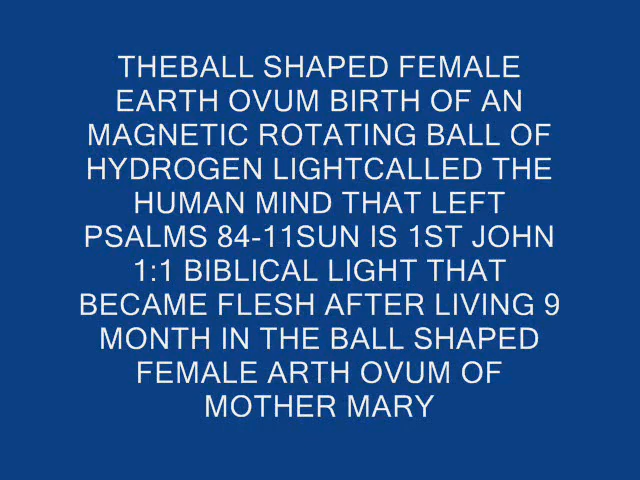 THEBALL SHAPED FEMALE
EARTH OVUM BIRTH OF AN
MAGNETIC ROTATING BALL OF
HYDROGEN LIGHTCALLED THE
HUMAN MIND THAT LEFT
PSALMS 84-11SUN IS 1ST JOHN
1:1 BIBLICAL LIGHT THAT
BECAME FLESH AFTER LIVING 9
MONTH IN THE BALL SHAPED
FEMALE ARTH OVUM OF
MOTHER MARY